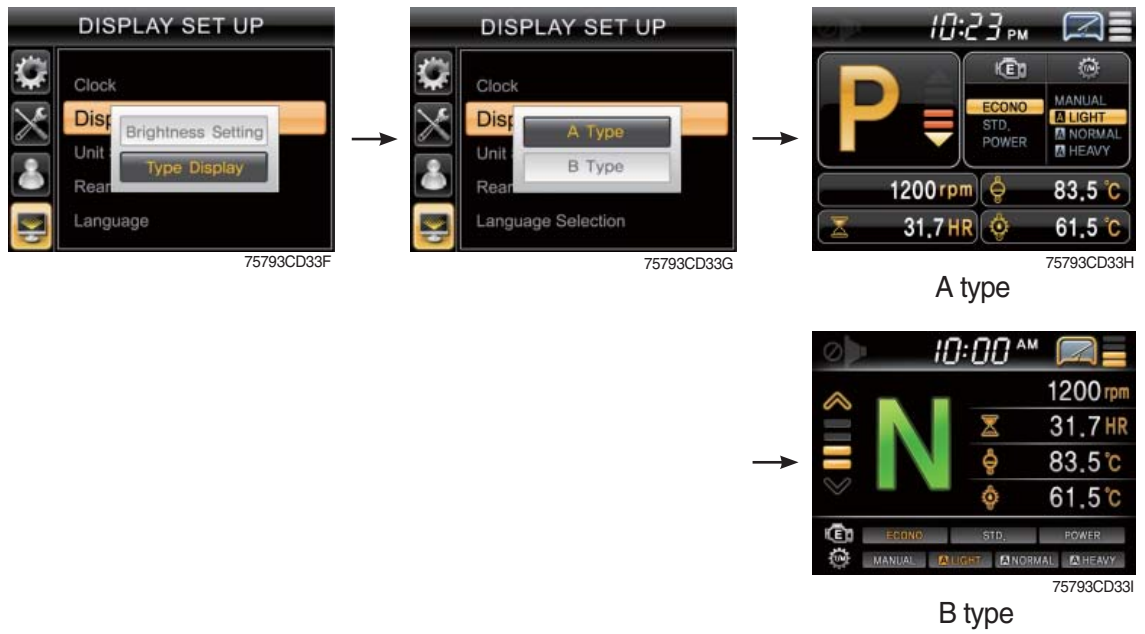 DISPLAY SET UP
Clock
Disp
Brightness Setting
Unit
Type Display
Rear
Language
75793CD33F
DISPLAY SET UP
Clock
Disp
A Type
Unit
B Type
Rear
Language Selection
75793CD33G
10:23 PM
P
E
T/M
ECONO
STD.
POWER
MANUAL
A LIGHT
A NORMAL
A HEAVY
1200 rpm
83.5 °C
31.7 HR
61.5 °C
75793CD33H
A type
10:00 AM
N
1200 rpm
31.7 HR
83.5 °C
61.5 °C
E
ECONO STD. POWER
T/M
MANUAL A LIGHT A NORMAL A HEAVY
75793CD33I
B type